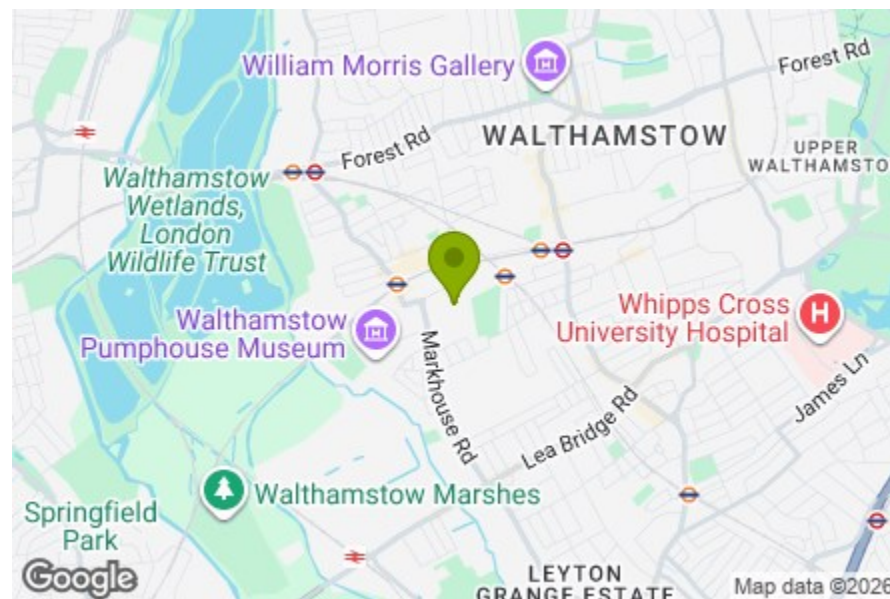 William Morris Gallery
Forest Rd
WALTHAMSTOW
Forest Rd
UPPER
WALTHAMSTO
Walthamstow
Wetlands,
London
Wildlife Trust
Whipps Cross
University Hospital
H
Walthamstow
Pumphouse Museum
Markhouse Rd
James Ln
Lea Bridge Rd
Walthamstow Marshes
Springfield
Park
LEYTON
GRANGE ESTATE
Google
Map data ©2026